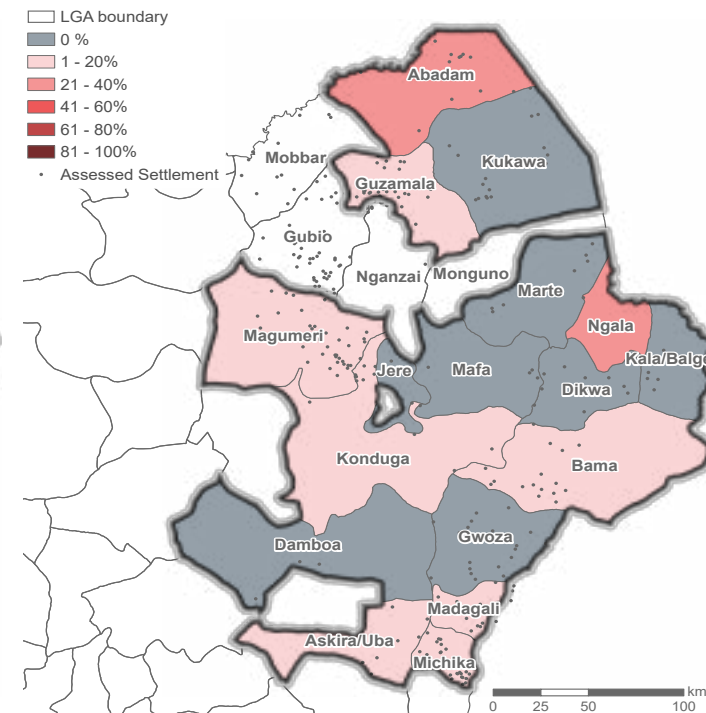 LGA boundary
0 %
1 - 20%
21 - 40%
41 - 60%
61 - 80%
81 - 100%
Assessed Settlement
Abadam
Mobbar
Kukawa
Guzamala
Gubio
Nganzai
Monguno
Marte
Magumeri
Ngala
Jere
Mafa
Kala/Balge
Dikwa
Konduga
Bama
Damboa
Gwoza
Madagali
Askira/Uba
Michika
km
0 25 50 100